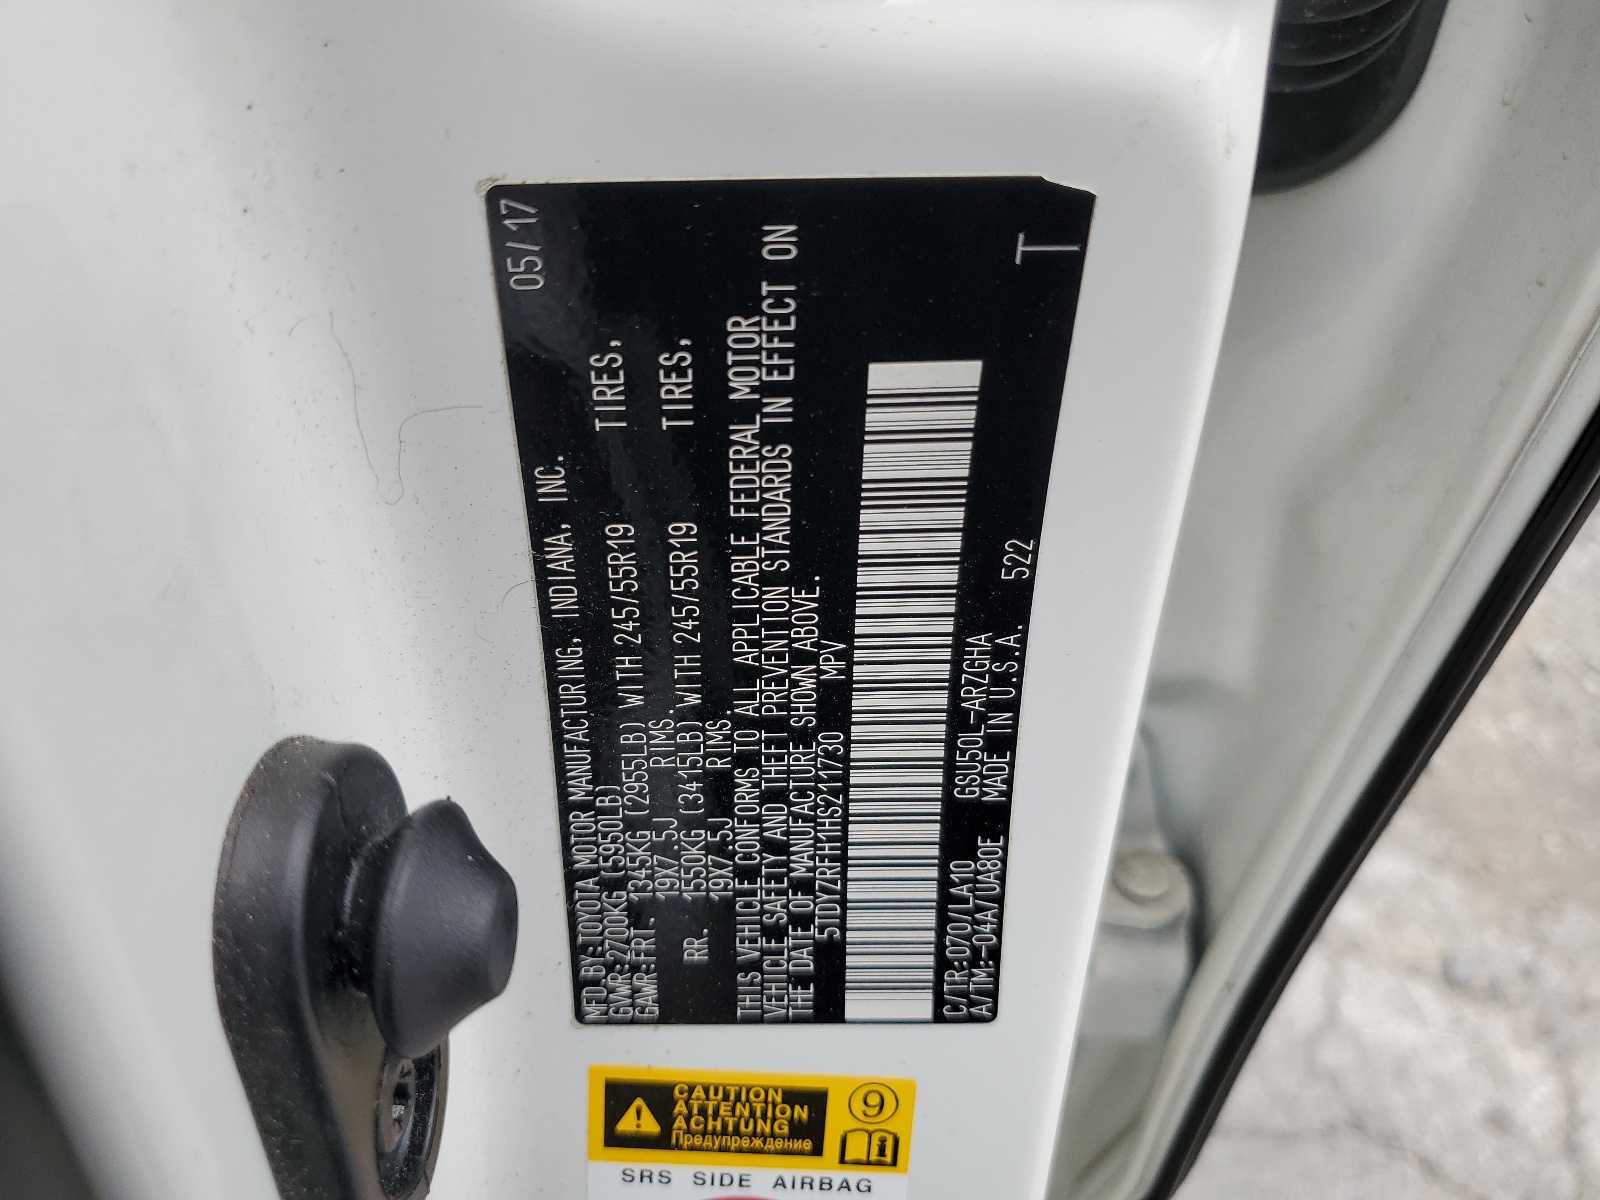 05/17
MFD BY: TOYOTA MOTOR MANUFACTURING, INDIANA, INC.
GVWR: 2700KG (5950LB)
GAWR: FRT. 1345KG (2955LB) WITH 245/55R19 TIRES,
19X7.5J RIMS.
RR. 1550KG (3415LB) WITH 245/55R19 TIRES,
19X7.5J RIMS.
THIS VEHICLE CONFORMS TO ALL APPLICABLE FEDERAL MOTOR
VEHICLE SAFETY AND THEFT PREVENTION STANDARDS IN EFFECT ON
THE DATE OF MANUFACTURE SHOWN ABOVE.
5TDYZRFH1HS211730 MPV
C/TR: 070/LA10 GSU50L-ARZGHA
A/TM: -04A/UA80E MADE IN U.S.A. 522
T
CAUTION
ATTENTION
ACHTUNG
Предупреждение
9
i
SRS SIDE AIRBAG